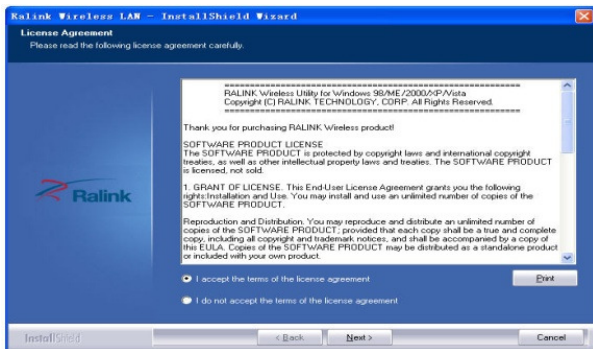 Ralink Wireless LAN - InstallShield Wizard
License Agreement
Please read the following license agreement carefully.
RALINK Wireless Utility for Windows 98/ME/2000/XP/Vista
Copyright (C) RALINK TECHNOLOGY, CORP. All Rights Reserved.
Thank you for purchasing RALINK Wireless product!
SOFTWARE PRODUCT LICENSE
The SOFTWARE PRODUCT is protected by copyright laws and international copyright
treaties, as well as other intellectual property laws and treaties. The SOFTWARE PRODUCT
is licensed, not sold.
1. GRANT OF LICENSE. This End-User License Agreement grants you the following
rights:Installation and Use. You may install and use an unlimited number of copies of the
SOFTWARE PRODUCT.
Reproduction and Distribution. You may reproduce and distribute an unlimited number of
copies of the SOFTWARE PRODUCT; provided that each copy shall be a true and complete
copy, including all copyright and trademark notices, and shall be accompanied by a copy of
this EULA. Copies of the SOFTWARE PRODUCT may be distributed as a standalone product
or included with your own product.
Ralink
I accept the terms of the license agreement
Print
I do not accept the terms of the license agreement
InstallShield
< Back
Next >
Cancel